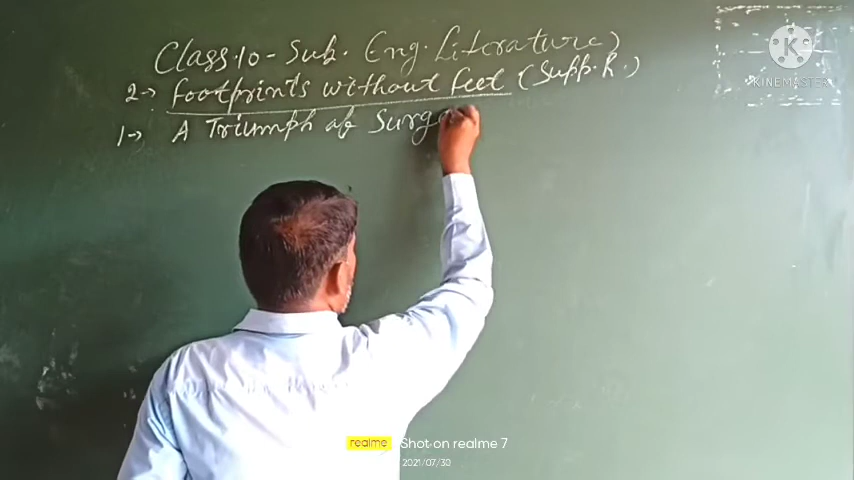 Class.10 - Sub. Eng. Literature)
2→ Footprints without Feet (Supp. R.)
1→ A Triumph of Surge
K
KINEMASTER
realme Shot on realme 7
2021/07/30